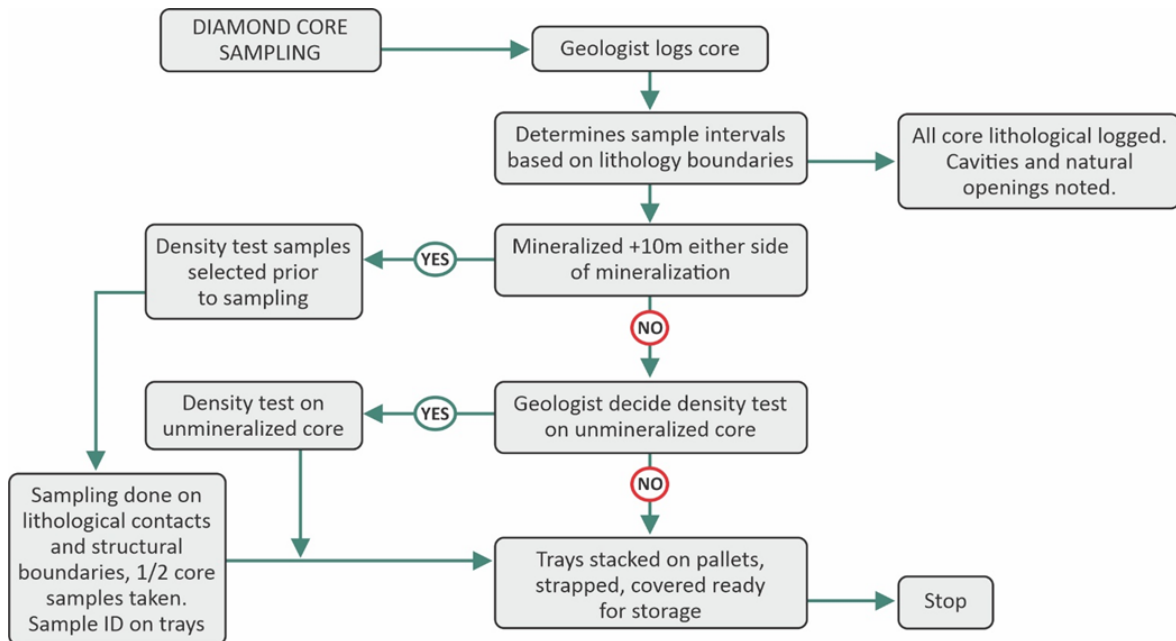 DIAMOND CORE
SAMPLING
Geologist logs core
Determines sample intervals
based on lithology boundaries
All core lithological logged.
Cavities and natural
openings noted.
Mineralized +10m either side
of mineralization
YES
Density test samples
selected prior
to sampling
NO
Geologist decide density test
on unmineralized core
YES
Density test on
unmineralized core
NO
Sampling done on
lithological contacts
and structural
boundaries, 1/2 core
samples taken.
Sample ID on trays
Trays stacked on pallets,
strapped, covered ready
for storage
Stop